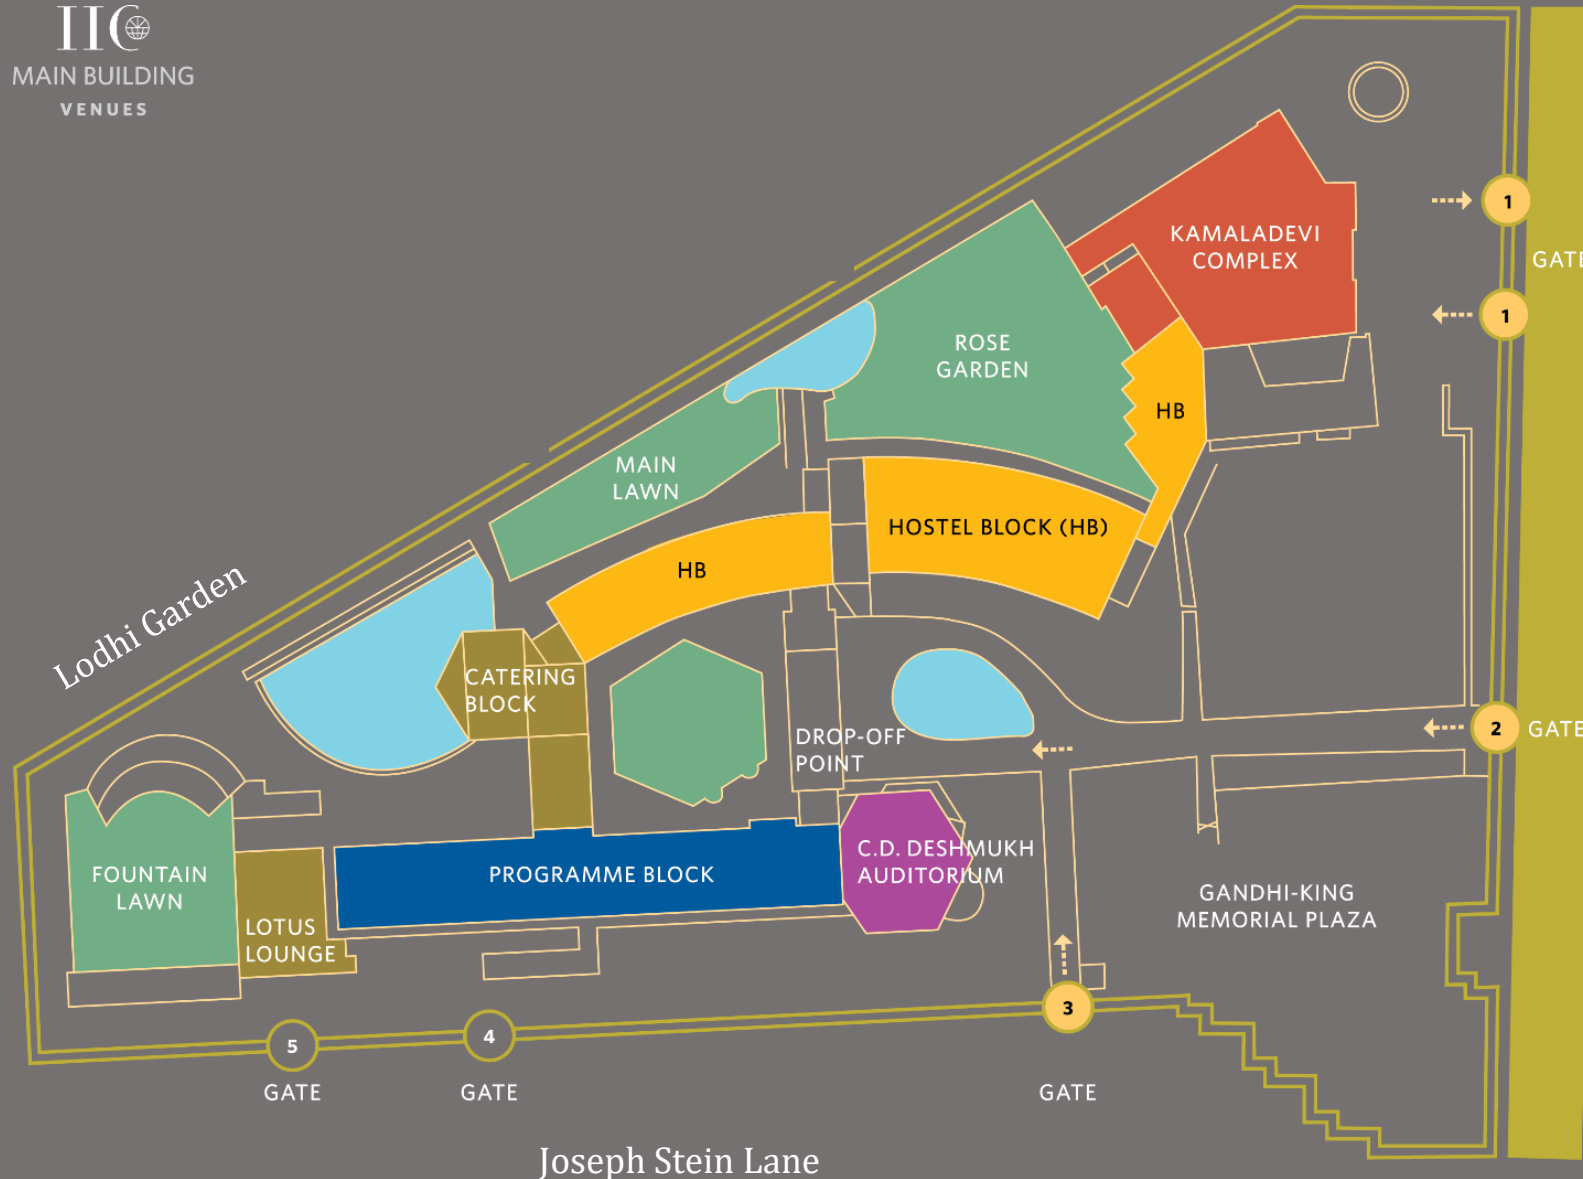 IIC
MAIN BUILDING
VENUES
1
KAMALADEVI
COMPLEX
GATE
1
ROSE
GARDEN
HB
MAIN
LAWN
HOSTEL BLOCK (HB)
HB
Lodhi Garden
CATERING
BLOCK
DROP-OFF
POINT
2
GATE
C.D. DESHMUKH
AUDITORIUM
PROGRAMME BLOCK
FOUNTAIN
LAWN
GANDHI-KING
MEMORIAL PLAZA
LOTUS
LOUNGE
3
4
5
GATE
GATE
GATE
Joseph Stein Lane